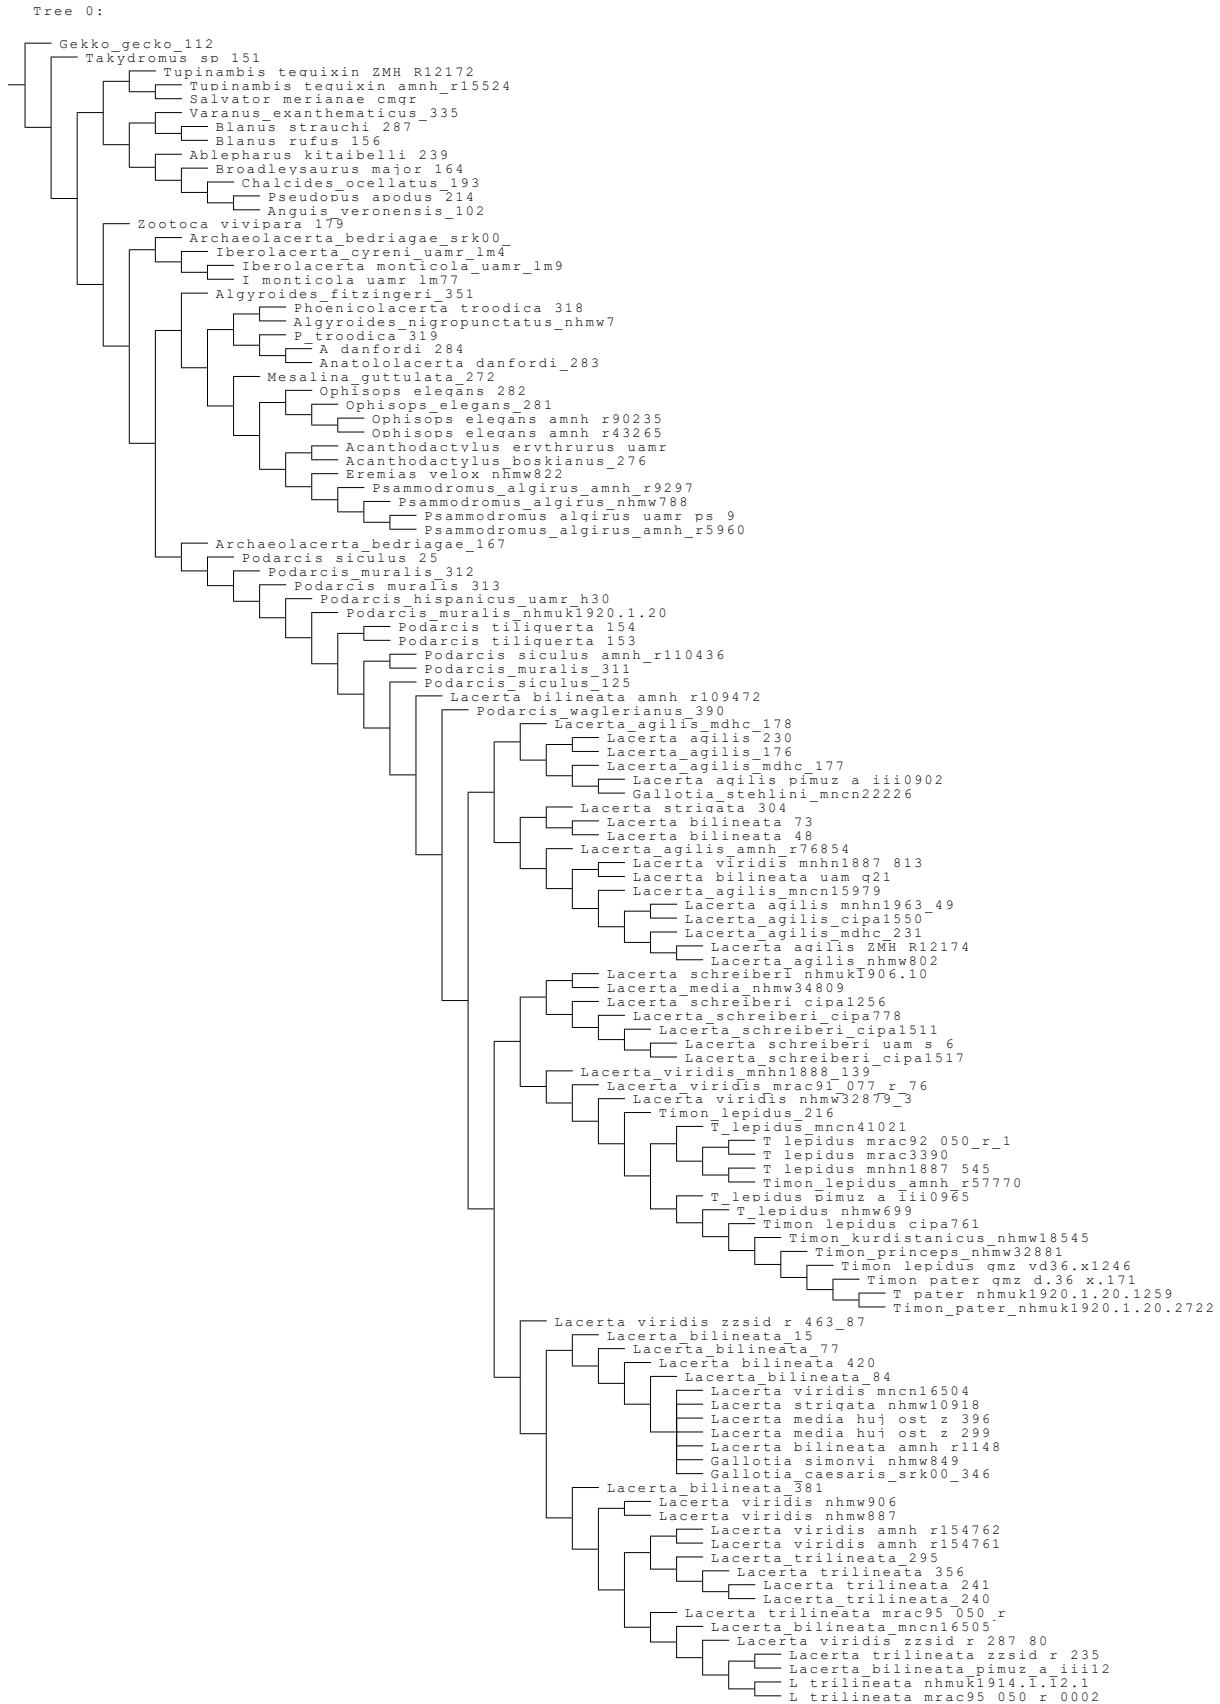 Tree 0:
Gekko_gecko_112
Takydromus_sp_151
Tupinambis_teguixin_ZMH_R12172
Tupinambis_teguixin_amnh_r15524
Salvator_merianae_cmgr
Varanus_exanthematicus_335
Blanus_strauchi_287
Blanus_rufus_156
Ablepharus_kitaibelli_239
Broadleysaurus_major_164
Chalcides_ocellatus_193
Pseudopus_apodus_214
Anguis_veronensis_102
Zootoca_vivipara_179
Archaeolacerta_bedriagae_srk00_
Iberolacerta_cyreni_uamr_lm4
Iberolacerta_monticola_uamr_lm9
I_monticola_uamr_lm77
Algyroides_fitzingeri_351
Phoenicolacerta_troodica_318
Algyroides_nigropunctatus_nhmw7
P_troodica_319
A_danfordi_284
Anatololacerta_danfordi_283
Mesalina_guttulata_272
Ophisops_elegans_282
Ophisops_elegans_281
Ophisops_elegans_amnh_r90235
Ophisops_elegans_amnh_r43265
Acanthodactylus_erythrurus_uamr
Acanthodactylus_boskianus_276
Eremias_velox_nhmw822
Psammodromus_algirus_amnh_r9297
Psammodromus_algirus_nhmw788
Psammodromus_algirus_uamr_ps_9
Psammodromus_algirus_amnh_r5960
Archaeolacerta_bedriagae_167
Podarcis_siculus_25
Podarcis_muralis_312
Podarcis_muralis_313
Podarcis_hispanicus_uamr_h30
Podarcis_muralis_nhmuk1920.1.20
Podarcis_tiliguerta_154
Podarcis_tiliguerta_153
Podarcis_siculus_amnh_r110436
Podarcis_muralis_311
Podarcis_siculus_125
Lacerta_bilineata_amnh_r109472
Podarcis_waglerianus_390
Lacerta_agilis_mdhc_178
Lacerta_agilis_230
Lacerta_agilis_176
Lacerta_agilis_mdhc_177
Lacerta_agilis_pimuz_a_iii0902
Gallotia_stehlini_mncn22226
Lacerta_strigata_304
Lacerta_bilineata_73
Lacerta_bilineata_48
Lacerta_agilis_amnh_r76854
Lacerta_viridis_mnhn1887_813
Lacerta_bilineata_uam_g21
Lacerta_agilis_mncn15979
Lacerta_agilis_mnhn1963_49
Lacerta_agilis_cipa1550
Lacerta_agilis_mdhc_231
Lacerta_agilis_ZMH_R12174
Lacerta_agilis_nhmw802
Lacerta_schreiberi_nhmuk1906.10
Lacerta_media_nhmw34809
Lacerta_schreiberi_cipa1256
Lacerta_schreiberi_cipa778
Lacerta_schreiberi_cipa1511
Lacerta_schreiberi_uam_s_6
Lacerta_schreiberi_cipa1517
Lacerta_viridis_mnhn1888_139
Lacerta_viridis_mrac91_077_r_76
Lacerta_viridis_nhmw32879_3
Timon_lepidus_216
T_lepidus_mncn41021
T_lepidus_mrac92_050_r_1
T_lepidus_mrac3390
T_lepidus_mnhn1887_545
Timon_lepidus_amnh_r57770
T_lepidus_pimuz_a_iii0965
T_lepidus_nhmw699
Timon_lepidus_cipa761
Timon_kurdistanicus_nhmw18545
Timon_princeps_nhmw32881
Timon_lepidus_gmz_vd36.x1246
Timon_pater_gmz_d.36_x.171
T_pater_nhmuk1920.1.20.1259
Timon_pater_nhmuk1920.1.20.2722
Lacerta_viridis_zzsid_r_463_87
Lacerta_bilineata_15
Lacerta_bilineata_77
Lacerta_bilineata_420
Lacerta_bilineata_84
Lacerta_viridis_mncn16504
Lacerta_strigata_nhmw10918
Lacerta_media_huj_ost_z_396
Lacerta_media_huj_ost_z_299
Lacerta_bilineata_amnh_r1148
Gallotia_simonyi_nhmw849
Gallotia_caesaris_srk00_346
Lacerta_bilineata_381
Lacerta_viridis_nhmw906
Lacerta_viridis_nhmw887
Lacerta_viridis_amnh_r154762
Lacerta_viridis_amnh_r154761
Lacerta_trilineata_295
Lacerta_trilineata_356
Lacerta_trilineata_241
Lacerta_trilineata_240
Lacerta_trilineata_mrac95_050_r
Lacerta_bilineata_mncn16505
Lacerta_viridis_zzsid_r_287_80
Lacerta_trilineata_zzsid_r_235
Lacerta_bilineata_pimuz_a_iii12
L_trilineata_nhmuk1914.1.12.1
L_trilineata_mrac95_050_r_0002